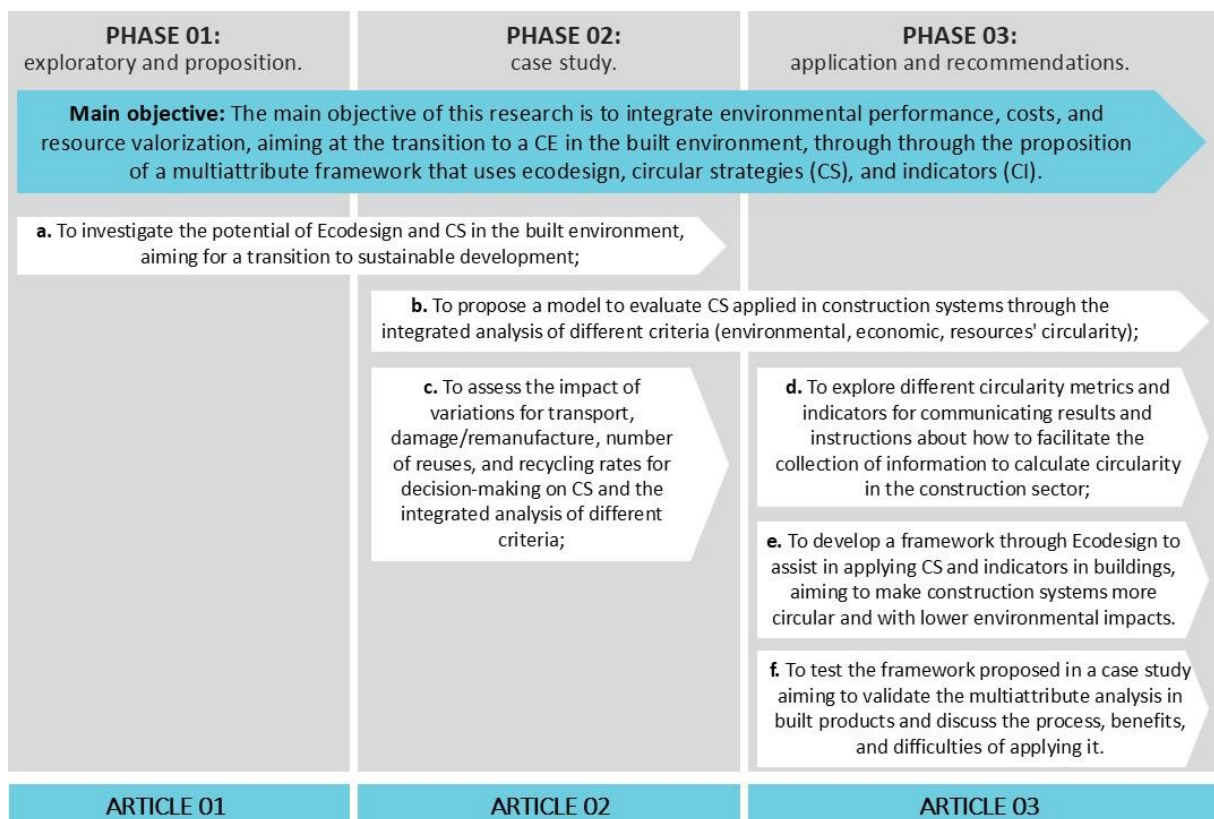 PHASE 01:
exploratory and proposition.
PHASE 02:
case study.
PHASE 03:
application and recommendations.
Main objective: The main objective of this research is to integrate environmental performance, costs, and
resource valorization, aiming at the transition to a CE in the built environment, through through the proposition
of a multiattribute framework that uses ecodesign, circular strategies (CS), and indicators (CI).
a. To investigate the potential of Ecodesign and CS in the built environment,
aiming for a transition to sustainable development;
b. To propose a model to evaluate CS applied in construction systems through the
integrated analysis of different criteria (environmental, economic, resources' circularity);
c. To assess the impact of
variations for transport,
damage/remanufacture, number
of reuses, and recycling rates for
decision-making on CS and the
integrated analysis of different
criteria;
d. To explore different circularity metrics and
indicators for communicating results and
instructions about how to facilitate the
collection of information to calculate circularity
in the construction sector;
e. To develop a framework through Ecodesign to
assist in applying CS and indicators in buildings,
aiming to make construction systems more
circular and with lower environmental impacts.
f. To test the framework proposed in a case study
aiming to validate the multiattribute analysis in
built products and discuss the process, benefits,
and difficulties of applying it.
ARTICLE 01
ARTICLE 02
ARTICLE 03